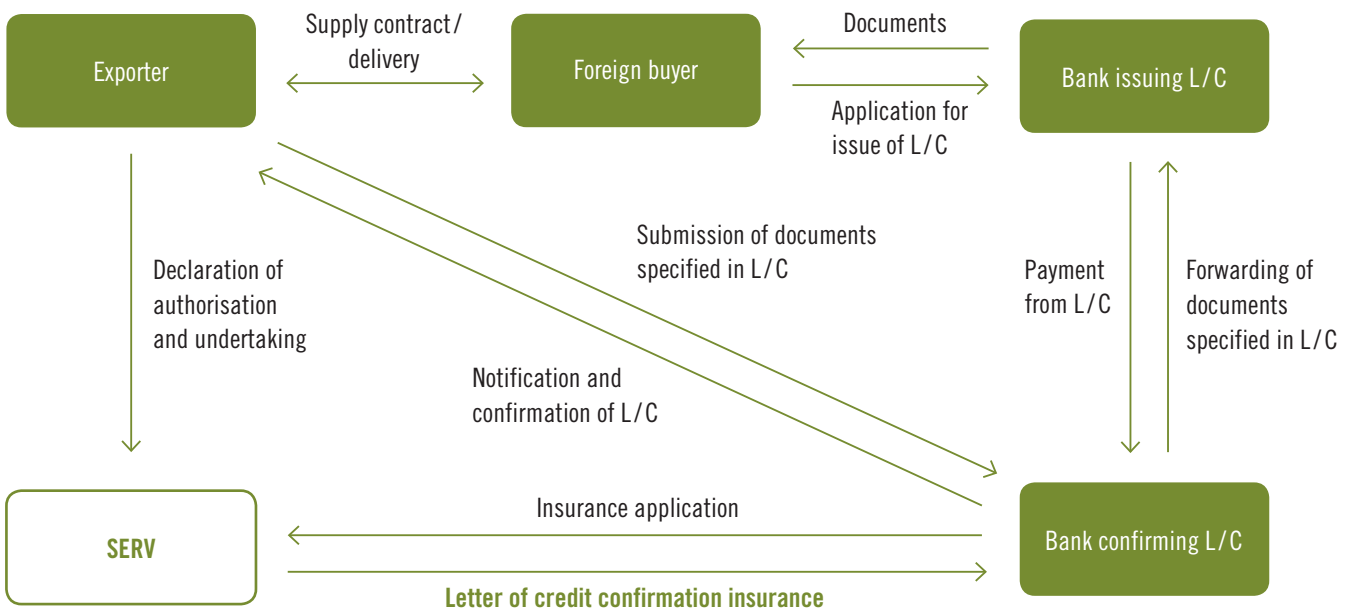 Exporter
Supply contract/
delivery
Foreign buyer
Documents
Application for
issue of L/C
Bank issuing L/C
Declaration of
authorisation
and undertaking
Submission of documents
specified in L/C
Notification and
confirmation of L/C
Payment
from L/C
Forwarding of
documents
specified in L/C
SERV
Insurance application
Letter of credit confirmation insurance
Bank confirming L/C